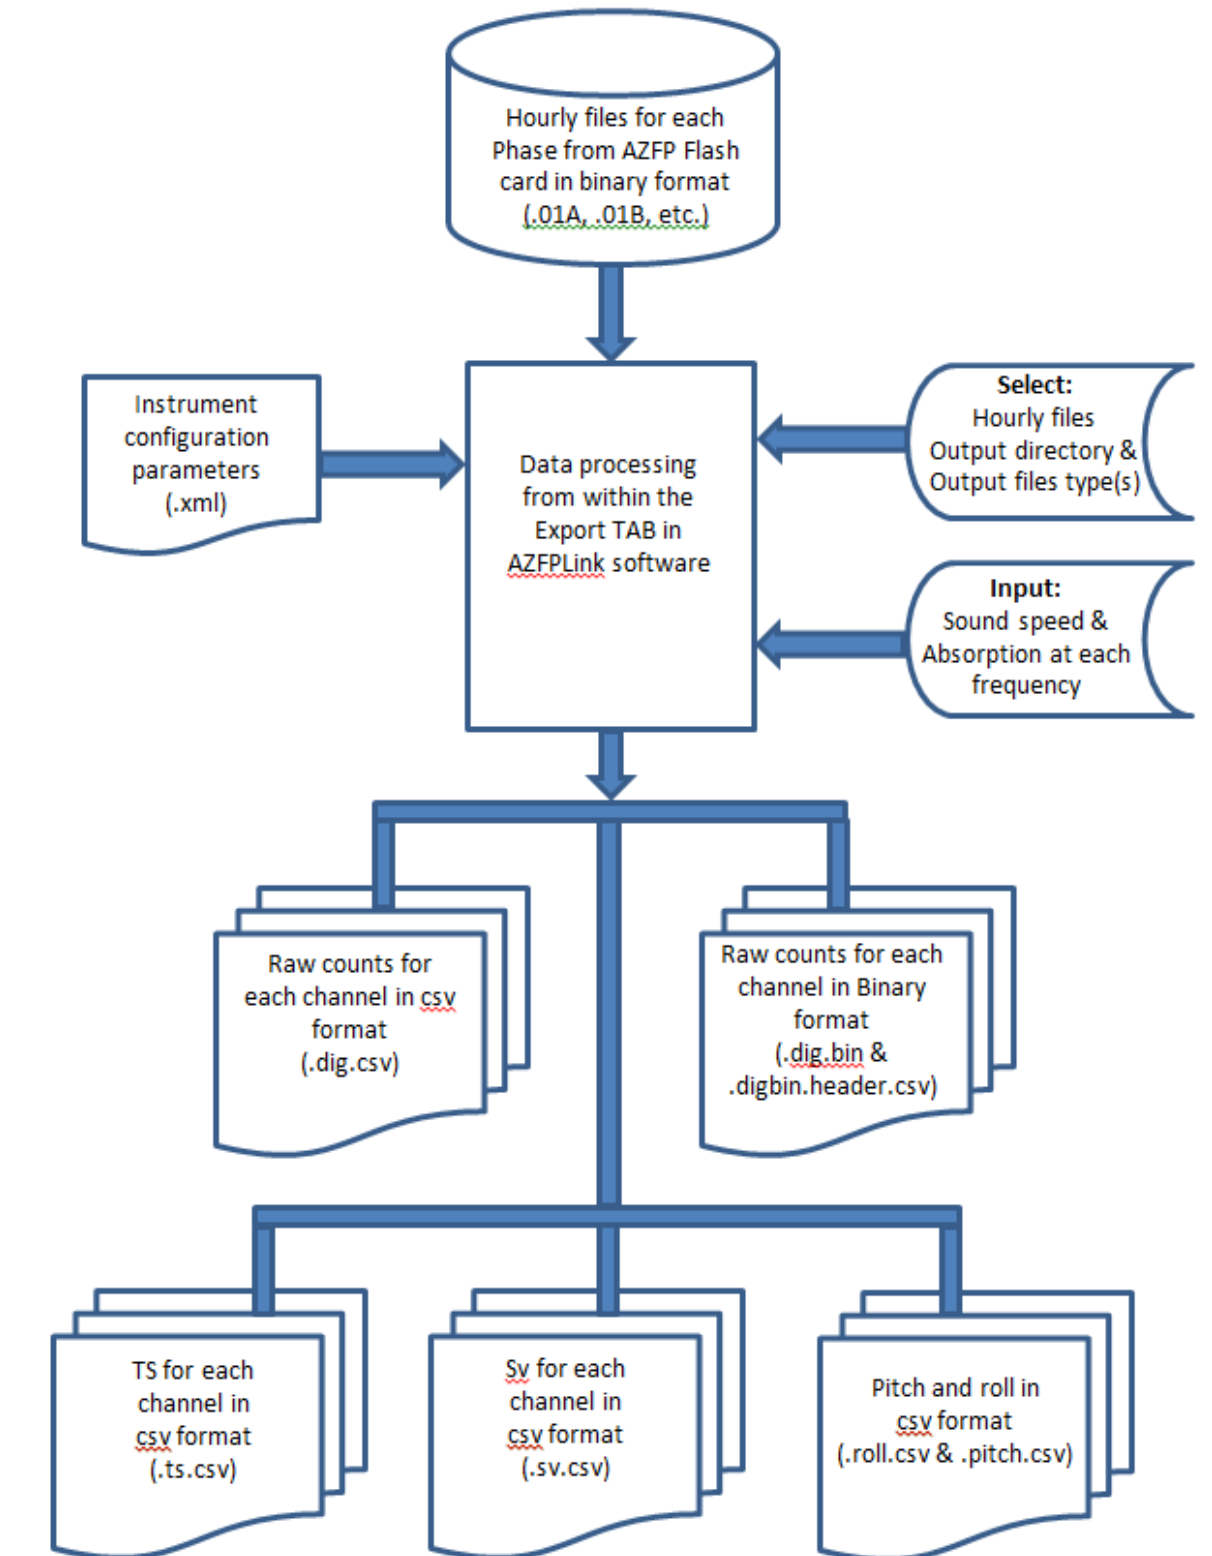 Hourly files for each
Phase from AZFP Flash
card in binary format
(.01A, .01B, etc.)
Instrument
configuration
parameters
(.xml)
Data processing
from within the
Export TAB in
AZFPLink software
Select:
Hourly files
Output directory &
Output files type(s)
Input:
Sound speed &
Absorption at each
frequency
Raw counts for
each channel in csv
format
(.dig.csv)
Raw counts for each
channel in Binary
format
(.dig.bin &
.digbin.header.csv)
TS for each
channel in
csv format
(.ts.csv)
Sv for each
channel in
csv format
(.sv.csv)
Pitch and roll in
csv format
(.roll.csv & .pitch.csv)